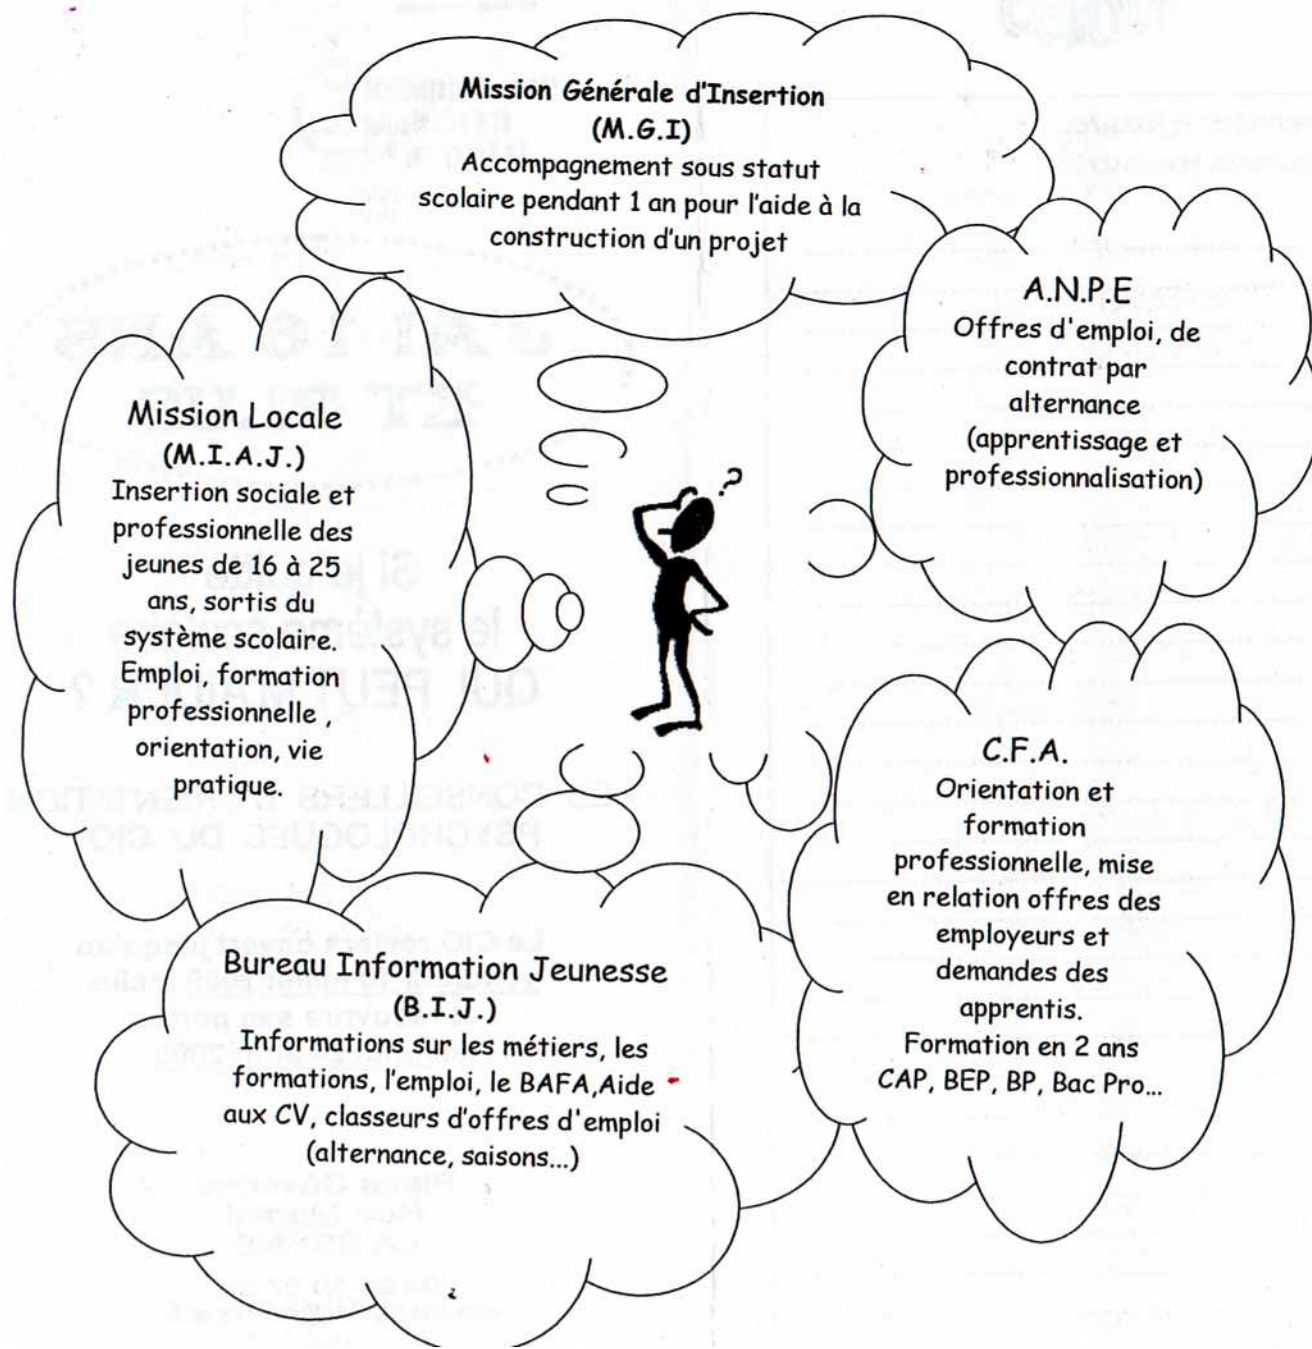 Mission Générale d'Insertion
(M.G.I)
Accompagnement sous statut
scolaire pendant 1 an pour l'aide à la
construction d'un projet
A.N.P.E
Offres d'emploi, de
contrat par
alternance
(apprentissage et
professionnalisation)
Mission Locale
(M.I.A.J.)
Insertion sociale et
professionnelle des
jeunes de 16 à 25
ans, sortis du
système scolaire.
Emploi, formation
professionnelle ,
orientation, vie
pratique.
?
C.F.A.
Orientation et
formation
professionnelle, mise
en relation offres des
employeurs et
demandes des
apprentis.
Formation en 2 ans
CAP, BEP, BP, Bac Pro...
Bureau Information Jeunesse
(B.I.J.)
Informations sur les métiers, les
formations, l'emploi, le BAFA,Aide
aux CV, classeurs d'offres d'emploi
(alternance, saisons...)